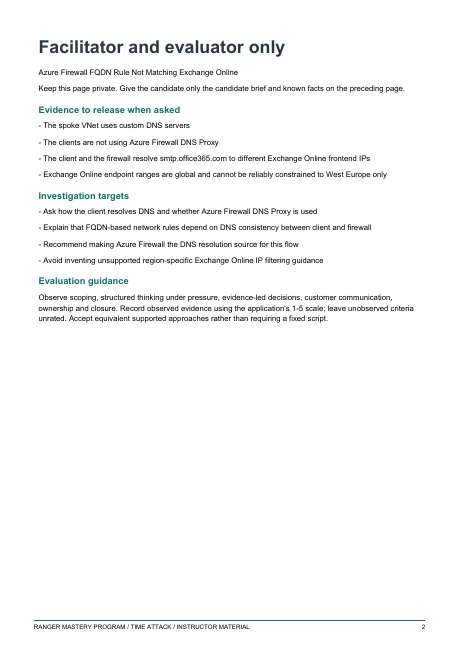 Facilitator and evaluator only
Azure Firewall FQDN Rule Not Matching Exchange Online
Keep this page private. Give the candidate only the candidate brief and known facts on the preceding page.
Evidence to release when asked
- The spoke VNet uses custom DNS servers
- The clients are not using Azure Firewall DNS Proxy
- The client and the firewall resolve smtp.office365.com to different Exchange Online frontend IPs
- Exchange Online endpoint ranges are global and cannot be reliably constrained to West Europe only
Investigation targets
- Ask how the client resolves DNS and whether Azure Firewall DNS Proxy is used
- Explain that FQDN-based network rules depend on DNS consistency between client and firewall
- Recommend making Azure Firewall the DNS resolution source for this flow
- Avoid inventing unsupported region-specific Exchange Online IP filtering guidance
Evaluation guidance
Observe scoping, structured thinking under pressure, evidence-led decisions, customer communication,
ownership and closure. Record observed evidence using the application's 1-5 scale; leave unobserved criteria
unrated. Accept equivalent supported approaches rather than requiring a fixed script.
RANGER MASTERY PROGRAM / TIME ATTACK / INSTRUCTOR MATERIAL
2